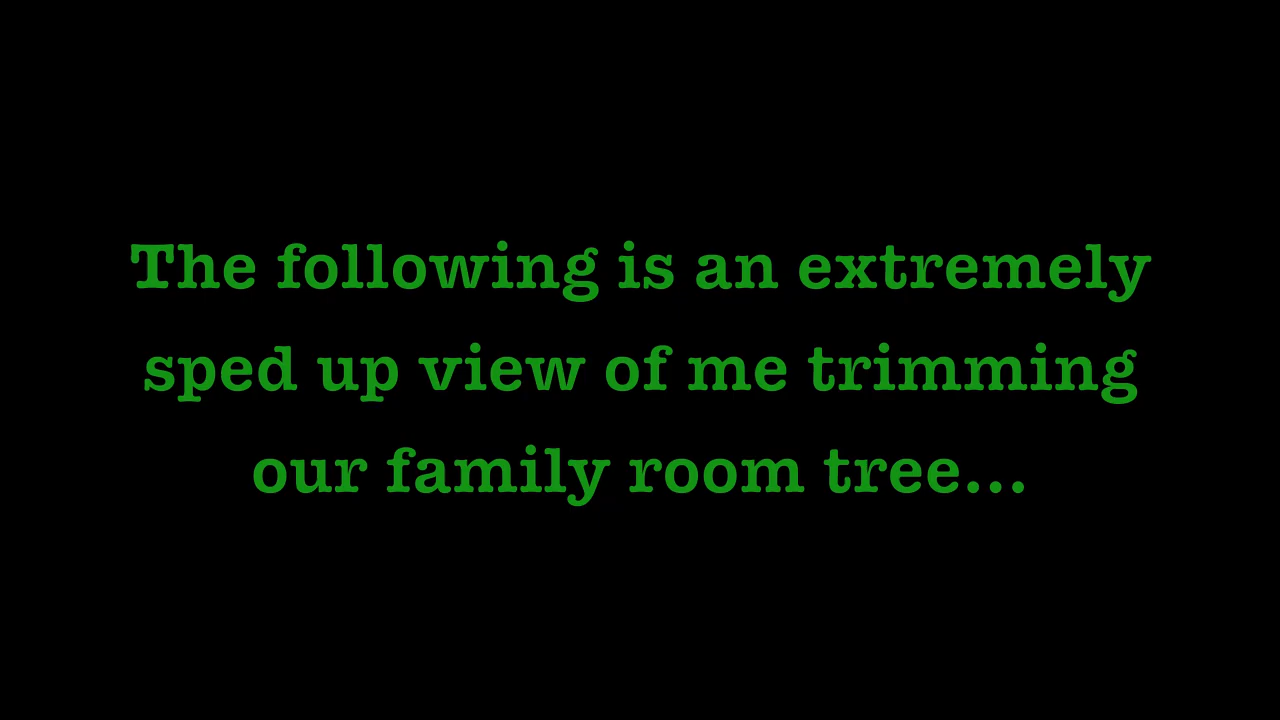 The following is an extremely
sped up view of me trimming
our family room tree...